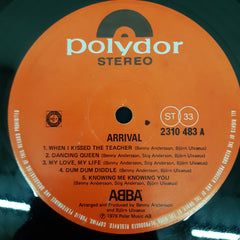 polydor
STEREO
ST 33
2310 483 A
ARRIVAL
1. WHEN I KISSED THE TEACHER (Benny Andersson, Björn Ulvaeus)
2. DANCING QUEEN (Benny Andersson, Stig Anderson, Björn Ulvaeus)
3. MY LOVE, MY LIFE (Benny Andersson, Stig Anderson, Björn Ulvaeus)
4. DUM DUM DIDDLE (Benny Andersson, Björn Ulvaeus)
5. KNOWING ME KNOWING YOU
(Benny Andersson, Stig Anderson, Björn Ulvaeus)
ABBA
Arranged and Produced by Benny Andersson
and Björn Ulvaeus
℗ 1976 Polar Music AB